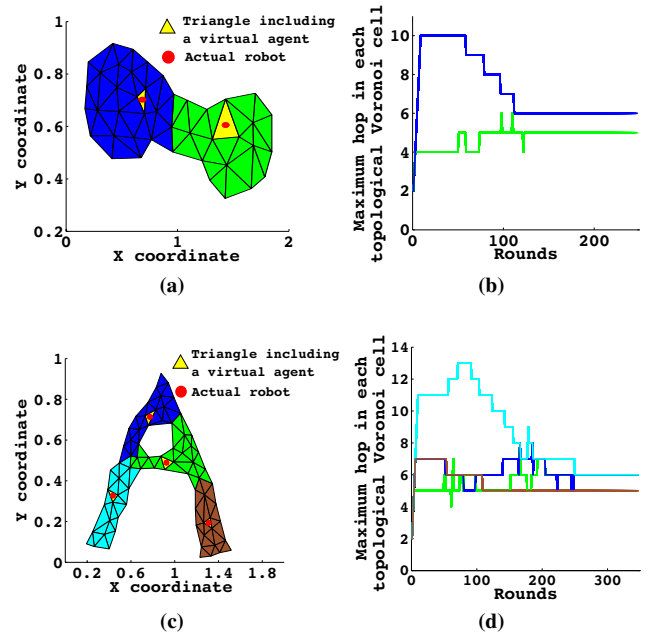 Triangle including
a virtual agent
Actual robot
Y coordinate
1
0.8
0.6
0.4
0.2
0
1
2
X coordinate
(a)
Maximum hop in each
topological Voronoi cell
10
8
6
4
2
0
0
100
200
Rounds
(b)
Triangle including
a virtual agent
Actual robot
Y coordinate
1
0.8
0.6
0.4
0.2
0
0.2
0.6
1
1.4
1.8
X coordinate
(c)
Maximum hop in each
topological Voronoi cell
14
12
10
8
6
4
2
0
0
100
200
300
Rounds
(d)